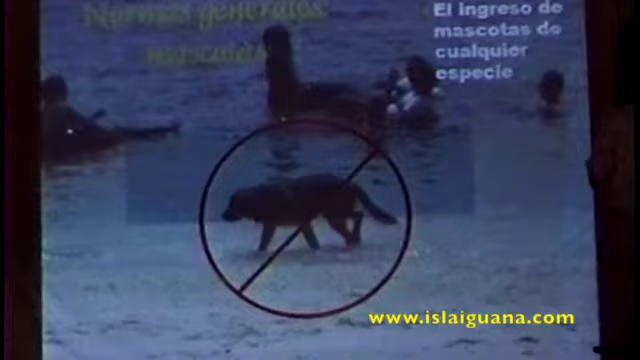 Normas generales
El ingreso de
mascotas de
cualquier
especie
www.islaiguana.com